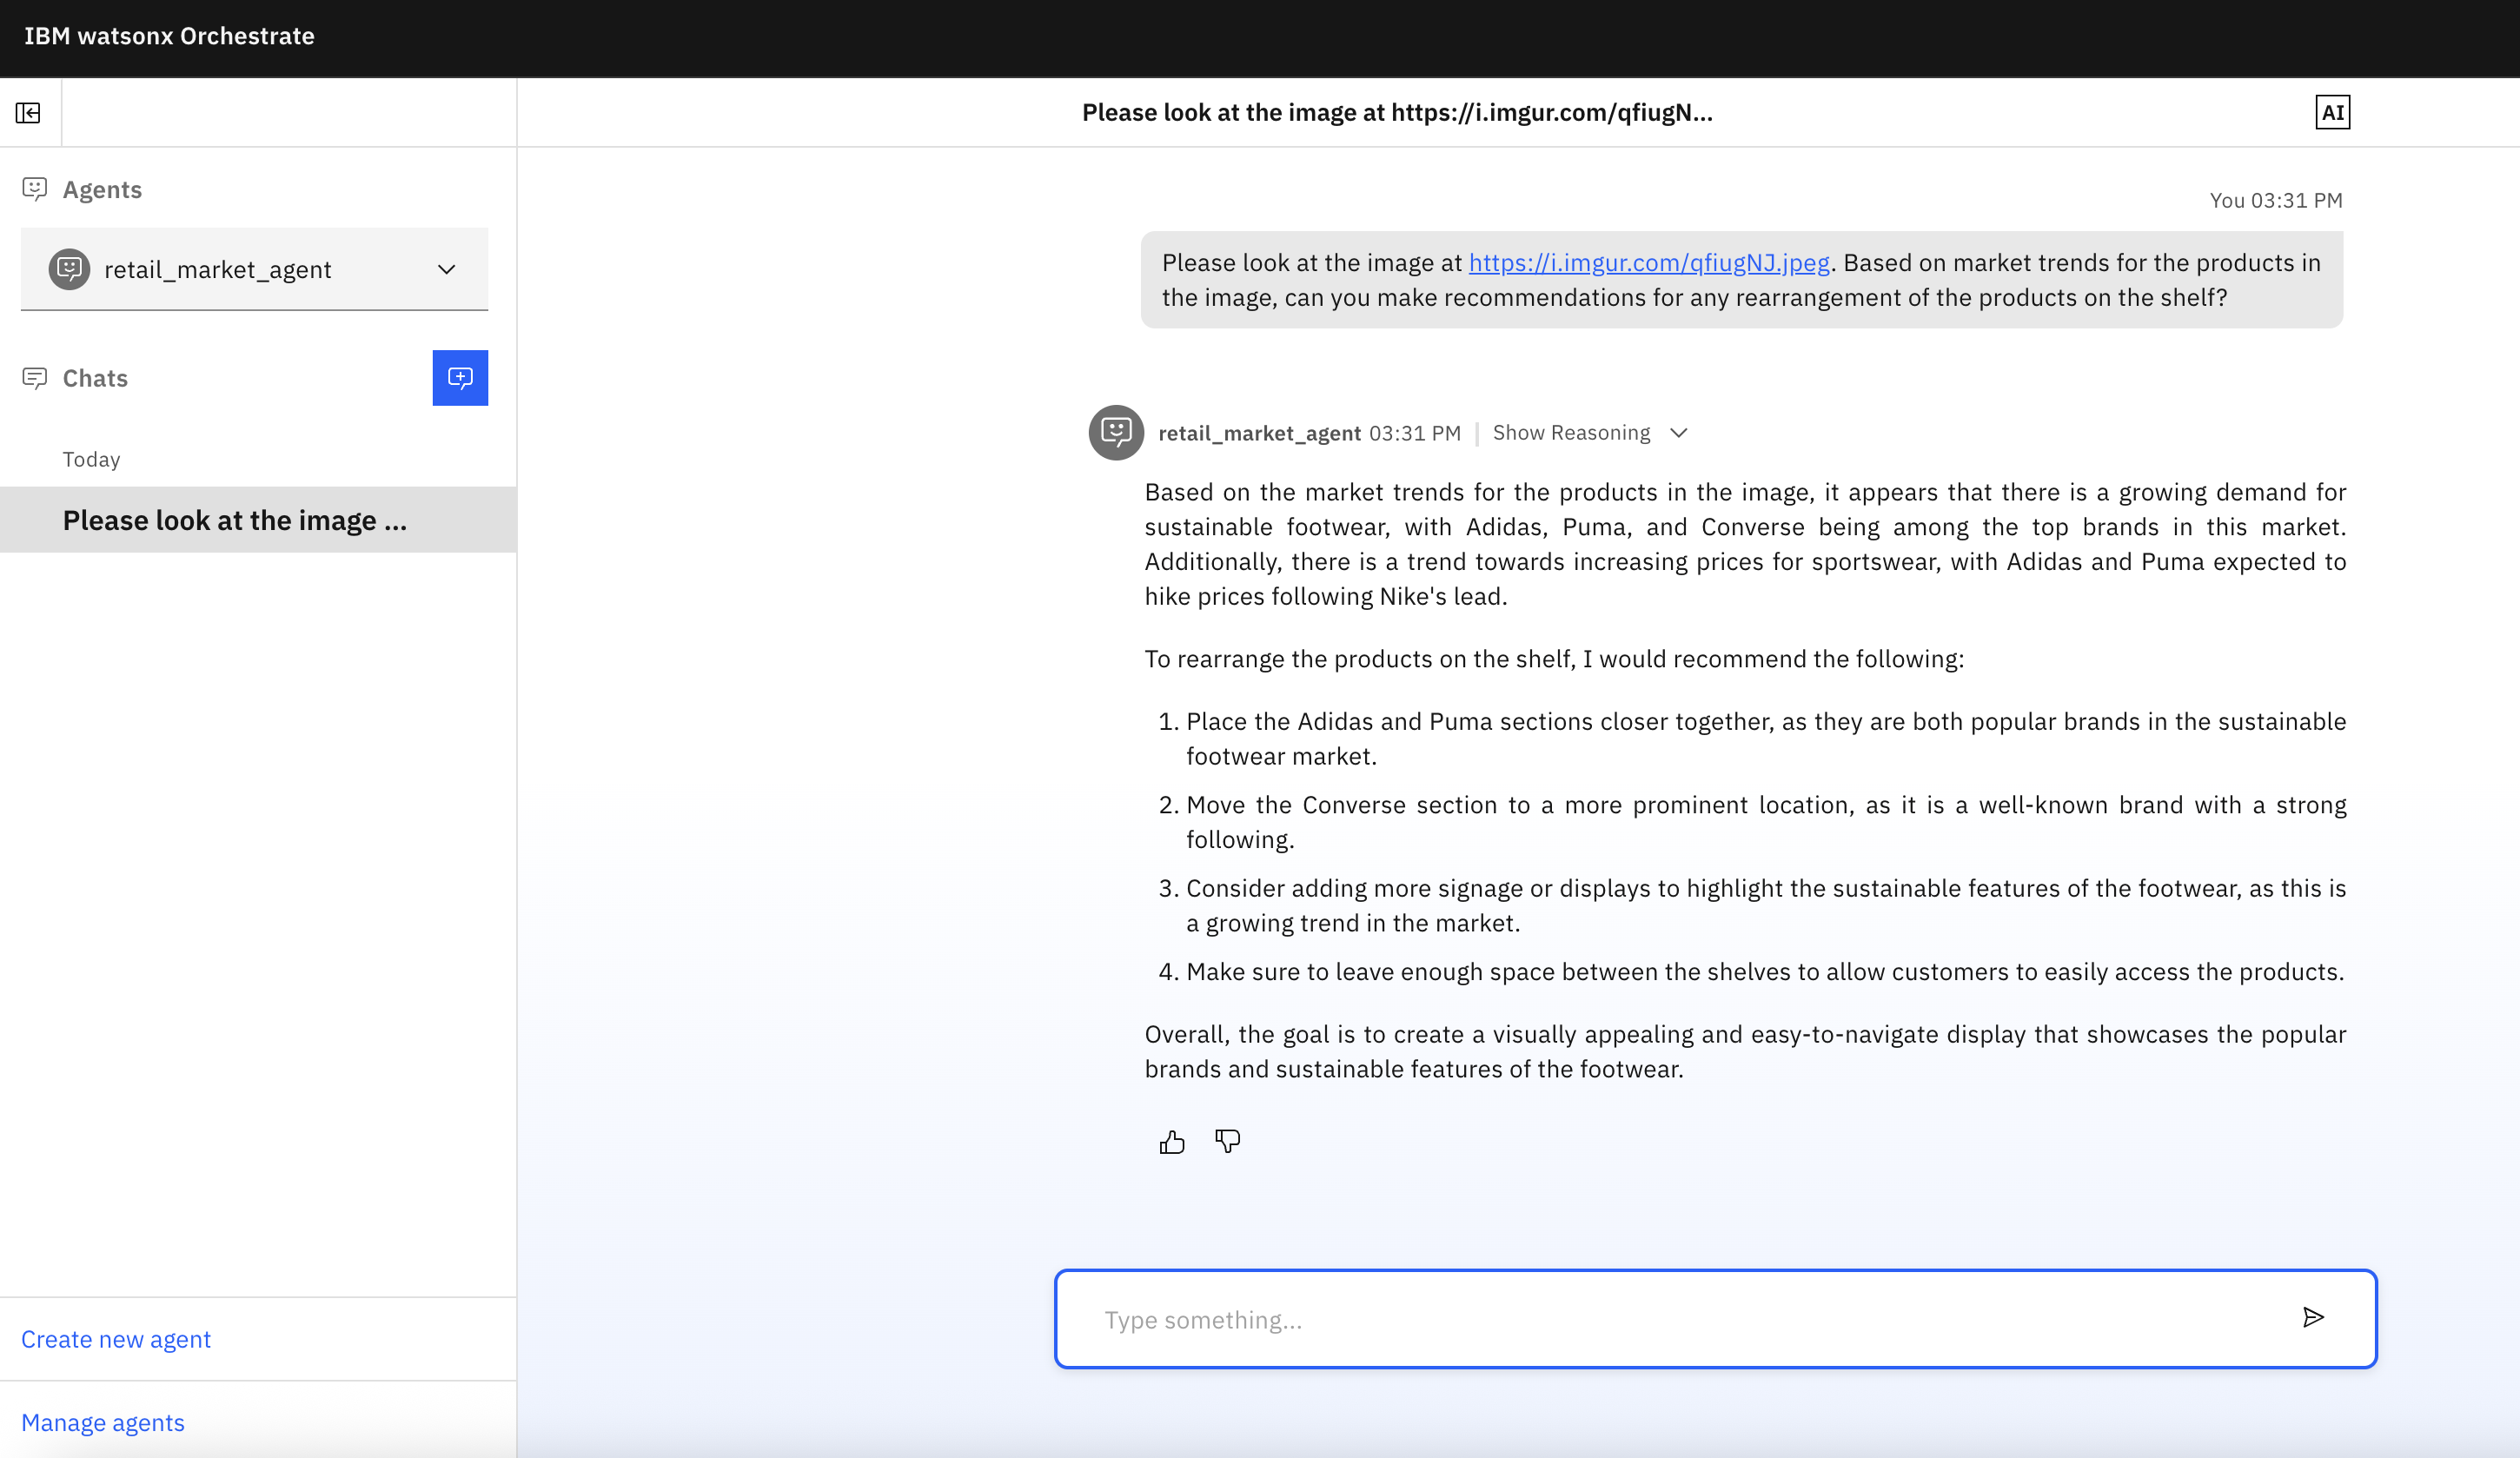 IBM watsonx Orchestrate
Please look at the image at https://i.imgur.com/qfiugN...
AI
Agents
retail_market_agent
Chats
Today
Please look at the image ...
Create new agent
Manage agents
You 03:31 PM
Please look at the image at https://i.imgur.com/qfiugNJ.jpeg. Based on market trends for the products in
the image, can you make recommendations for any rearrangement of the products on the shelf?
retail_market_agent 03:31 PM | Show Reasoning
Based on the market trends for the products in the image, it appears that there is a growing demand for
sustainable footwear, with Adidas, Puma, and Converse being among the top brands in this market.
Additionally, there is a trend towards increasing prices for sportswear, with Adidas and Puma expected to
hike prices following Nike's lead.
To rearrange the products on the shelf, I would recommend the following:
1. Place the Adidas and Puma sections closer together, as they are both popular brands in the sustainable
footwear market.
2. Move the Converse section to a more prominent location, as it is a well-known brand with a strong
following.
3. Consider adding more signage or displays to highlight the sustainable features of the footwear, as this is
a growing trend in the market.
4. Make sure to leave enough space between the shelves to allow customers to easily access the products.
Overall, the goal is to create a visually appealing and easy-to-navigate display that showcases the popular
brands and sustainable features of the footwear.
Type something...